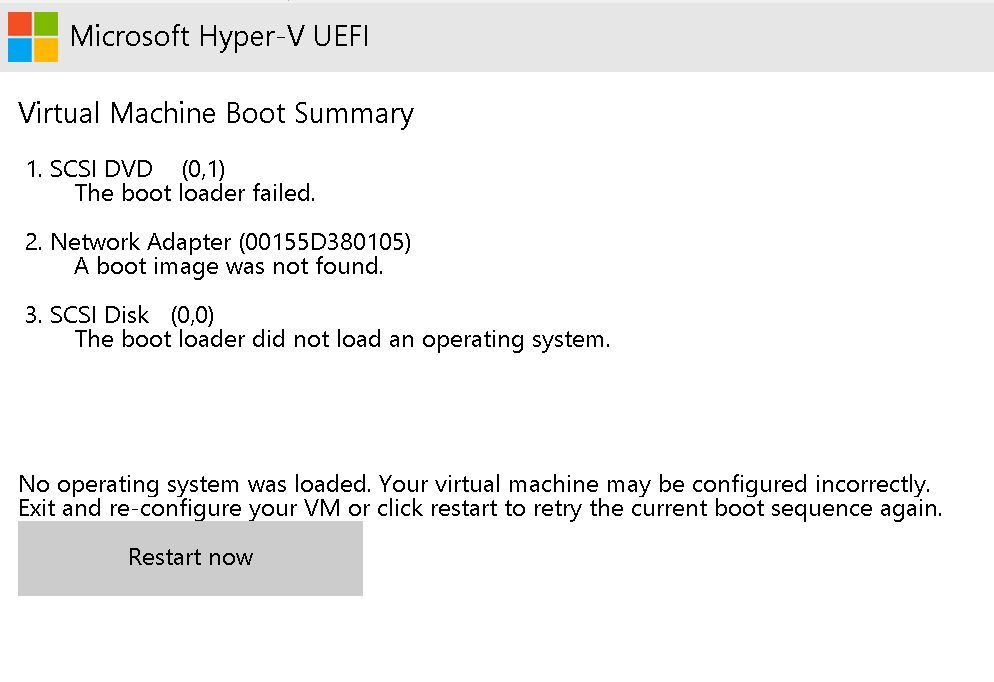 Microsoft Hyper-V UEFI
Virtual Machine Boot Summary
1. SCSI DVD (0,1)
The boot loader failed.
2. Network Adapter (00155D380105)
A boot image was not found.
3. SCSI Disk (0,0)
The boot loader did not load an operating system.
No operating system was loaded. Your virtual machine may be configured incorrectly.
Exit and re-configure your VM or click restart to retry the current boot sequence again.
Restart now